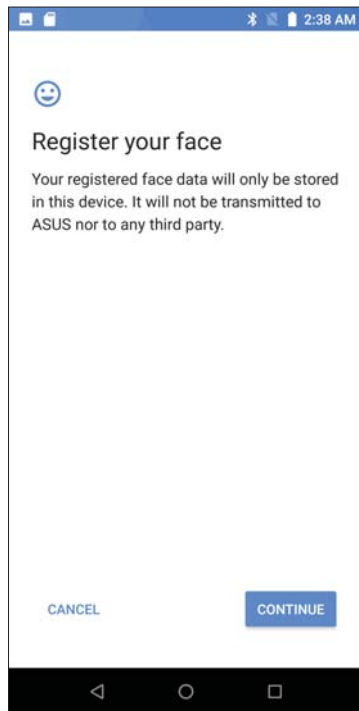 2:38 AM
Register your face
Your registered face data will only be stored
in this device. It will not be transmitted to
ASUS nor to any third party.
CANCEL
CONTINUE